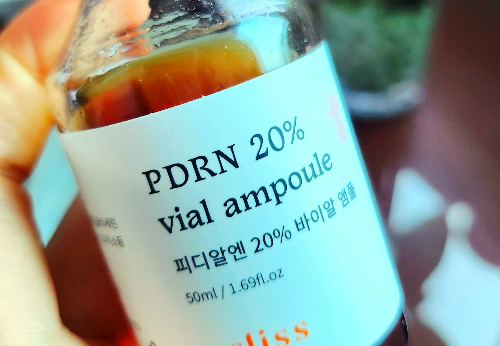 PDRN 20%
vial ampoule
피디알엔 20% 바이알 앰플
50ml / 1.69fl.oz